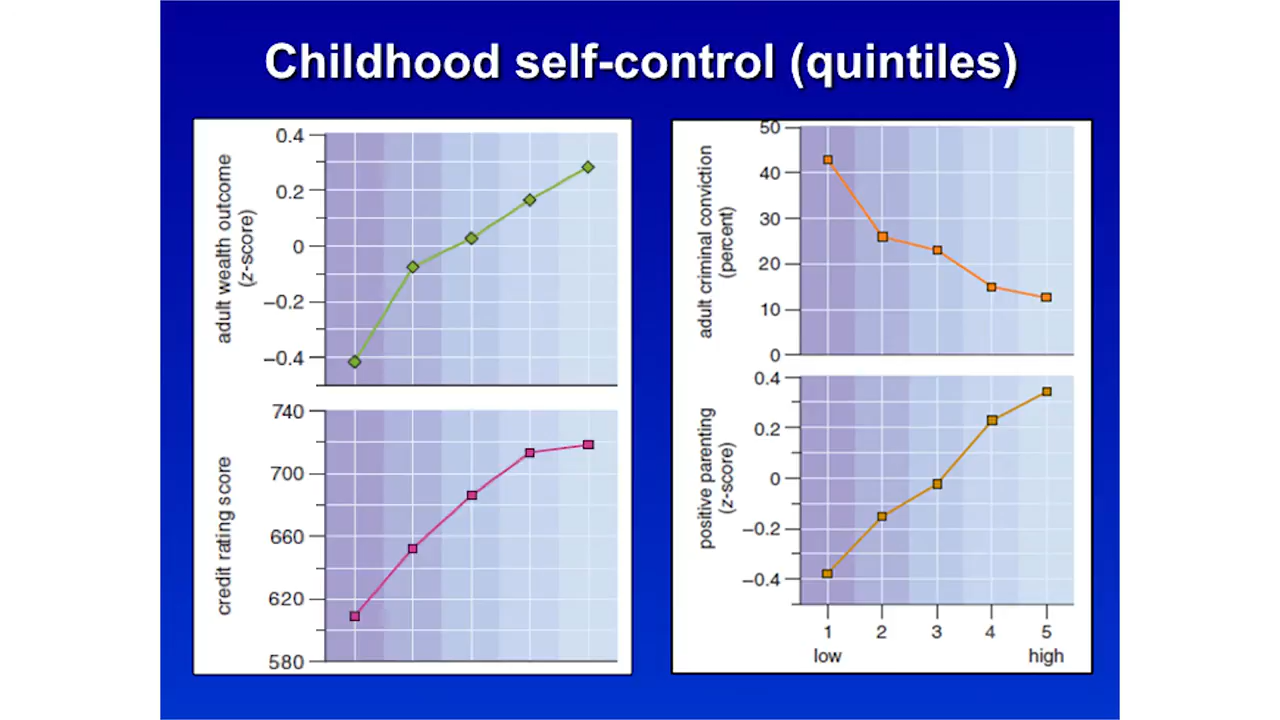 Childhood self-control (quintiles)
adult wealth outcome
(z-score)
0.4
0.2
0
−0.2
−0.4
credit rating score
740
700
660
620
580
adult criminal conviction
(percent)
50
40
30
20
10
0
positive parenting
(z-score)
0.4
0.2
0
−0.2
−0.4
1 2 3 4 5
low high